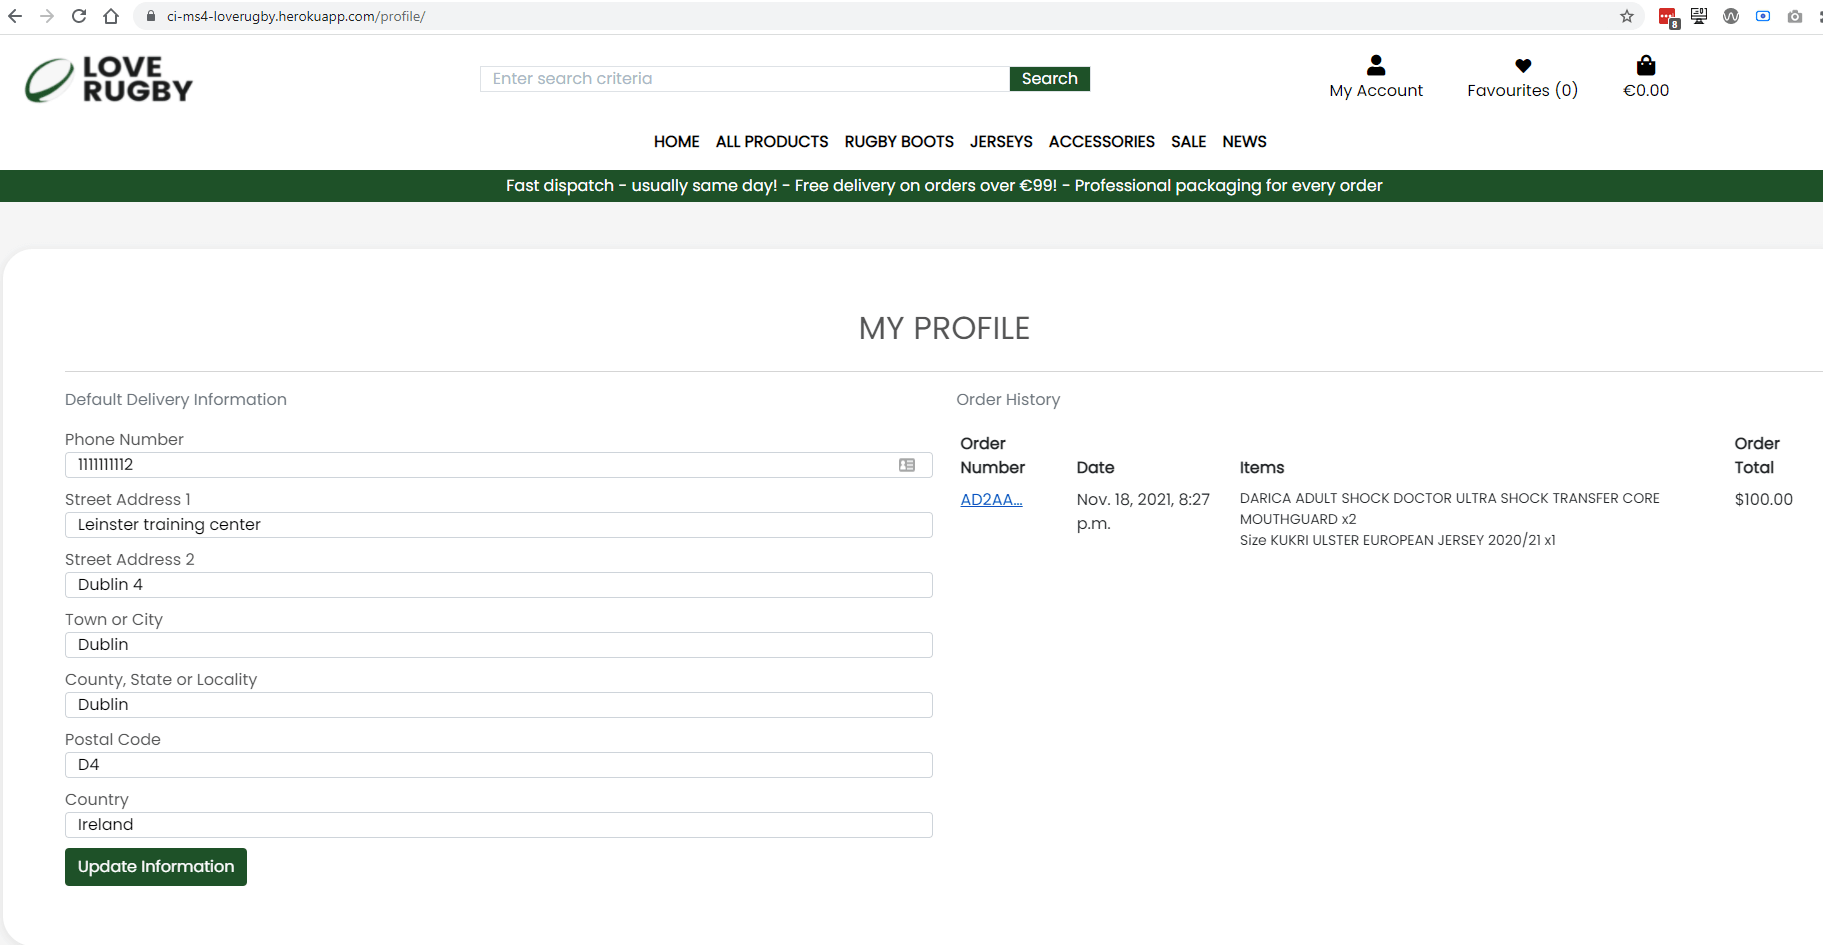 ci-ms4-loverugby.herokuapp.com/profile/
8
LOVE
RUGBY
Enter search criteria
Search
My Account
Favourites (0)
€0.00
HOME ALL PRODUCTS RUGBY BOOTS JERSEYS ACCESSORIES SALE NEWS
Fast dispatch - usually same day! - Free delivery on orders over €99! - Professional packaging for every order
MY PROFILE
Default Delivery Information
Phone Number
1111111112
Street Address 1
Leinster training center
Street Address 2
Dublin 4
Town or City
Dublin
County, State or Locality
Dublin
Postal Code
D4
Country
Ireland
Update Information
Order History
Order
Number
Date
Items
Order
Total
AD2AA...
Nov. 18, 2021, 8:27
p.m.
DARICA ADULT SHOCK DOCTOR ULTRA SHOCK TRANSFER CORE
MOUTHGUARD x2
Size KUKRI ULSTER EUROPEAN JERSEY 2020/21 x1
$100.00